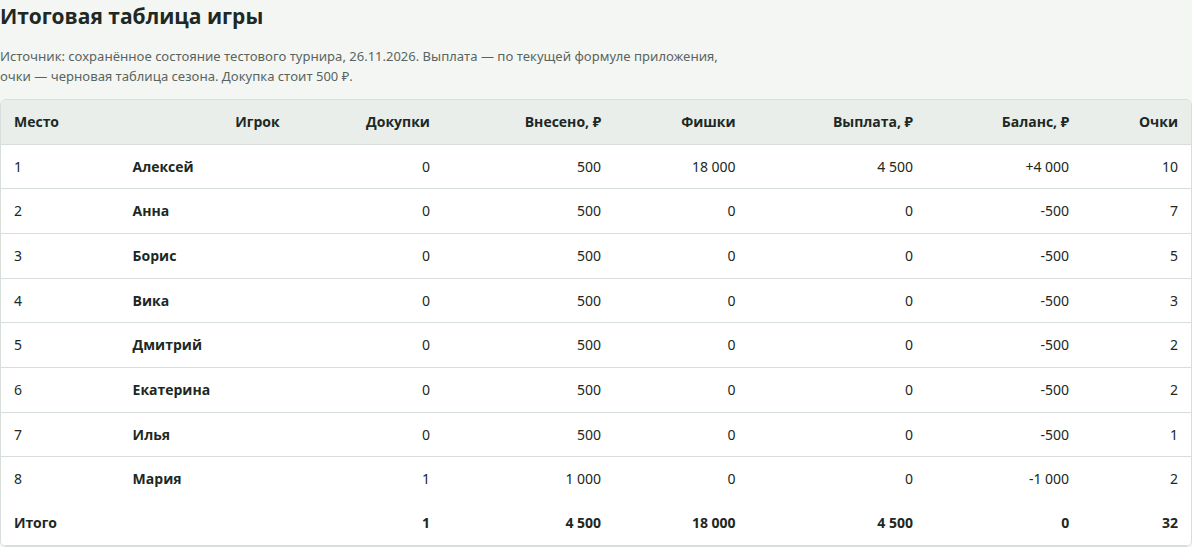 Итоговая таблица игры
Источник: сохранённое состояние тестового турнира, 26.11.2026. Выплата — по текущей формуле приложения,
очки — черновая таблица сезона. Докупка стоит 500 ₽.
Место Игрок Докупки Внесено, ₽ Фишки Выплата, ₽ Баланс, ₽ Очки
1 Алексей 0 500 18 000 4 500 +4 000 10
2 Анна 0 500 0 0 -500 7
3 Борис 0 500 0 0 -500 5
4 Вика 0 500 0 0 -500 3
5 Дмитрий 0 500 0 0 -500 2
6 Екатерина 0 500 0 0 -500 2
7 Илья 0 500 0 0 -500 1
8 Мария 1 1 000 0 0 -1 000 2
Итого 1 4 500 18 000 4 500 0 32